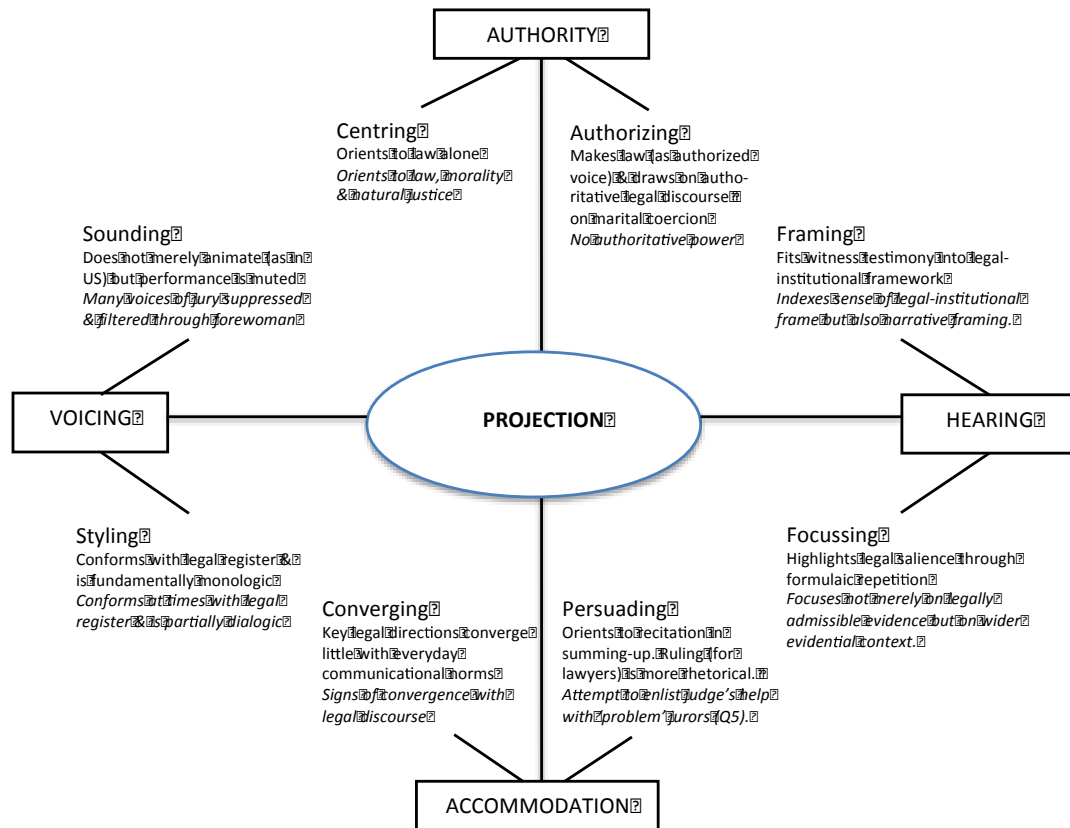 AUTHORITY
Centring
Orients to law alone
Orients to law, morality
& natural justice
Authorizing
Makes law (as authorized
voice) & draws on autho-
ritative legal discourse
on marital coercion
No authoritative power
Sounding
Does not merely animate (as in
US) but performance is muted
Many voices of jury suppressed
& filtered through forewoman
Framing
Fits witness testimony into legal-
institutional framework
Indexes sense of legal-institutional
frame but also narrative framing.
VOICING
PROJECTION
HEARING
Styling
Conforms with legal register &
is fundamentally monologic
Conforms at times with legal
register & is partially dialogic
Focussing
Highlights legal salience through
formulaic repetition
Focuses not merely on legally
admissible evidence but on wider
evidential context.
Converging
Key legal directions converge
little with everyday
communicational norms
Signs of convergence with
legal discourse
Persuading
Orients to recitation in
summing-up. Ruling (for
lawyers) is more rhetorical.
Attempt to enlist judge's help
with 'problem' jurors (Q5).
ACCOMMODATION